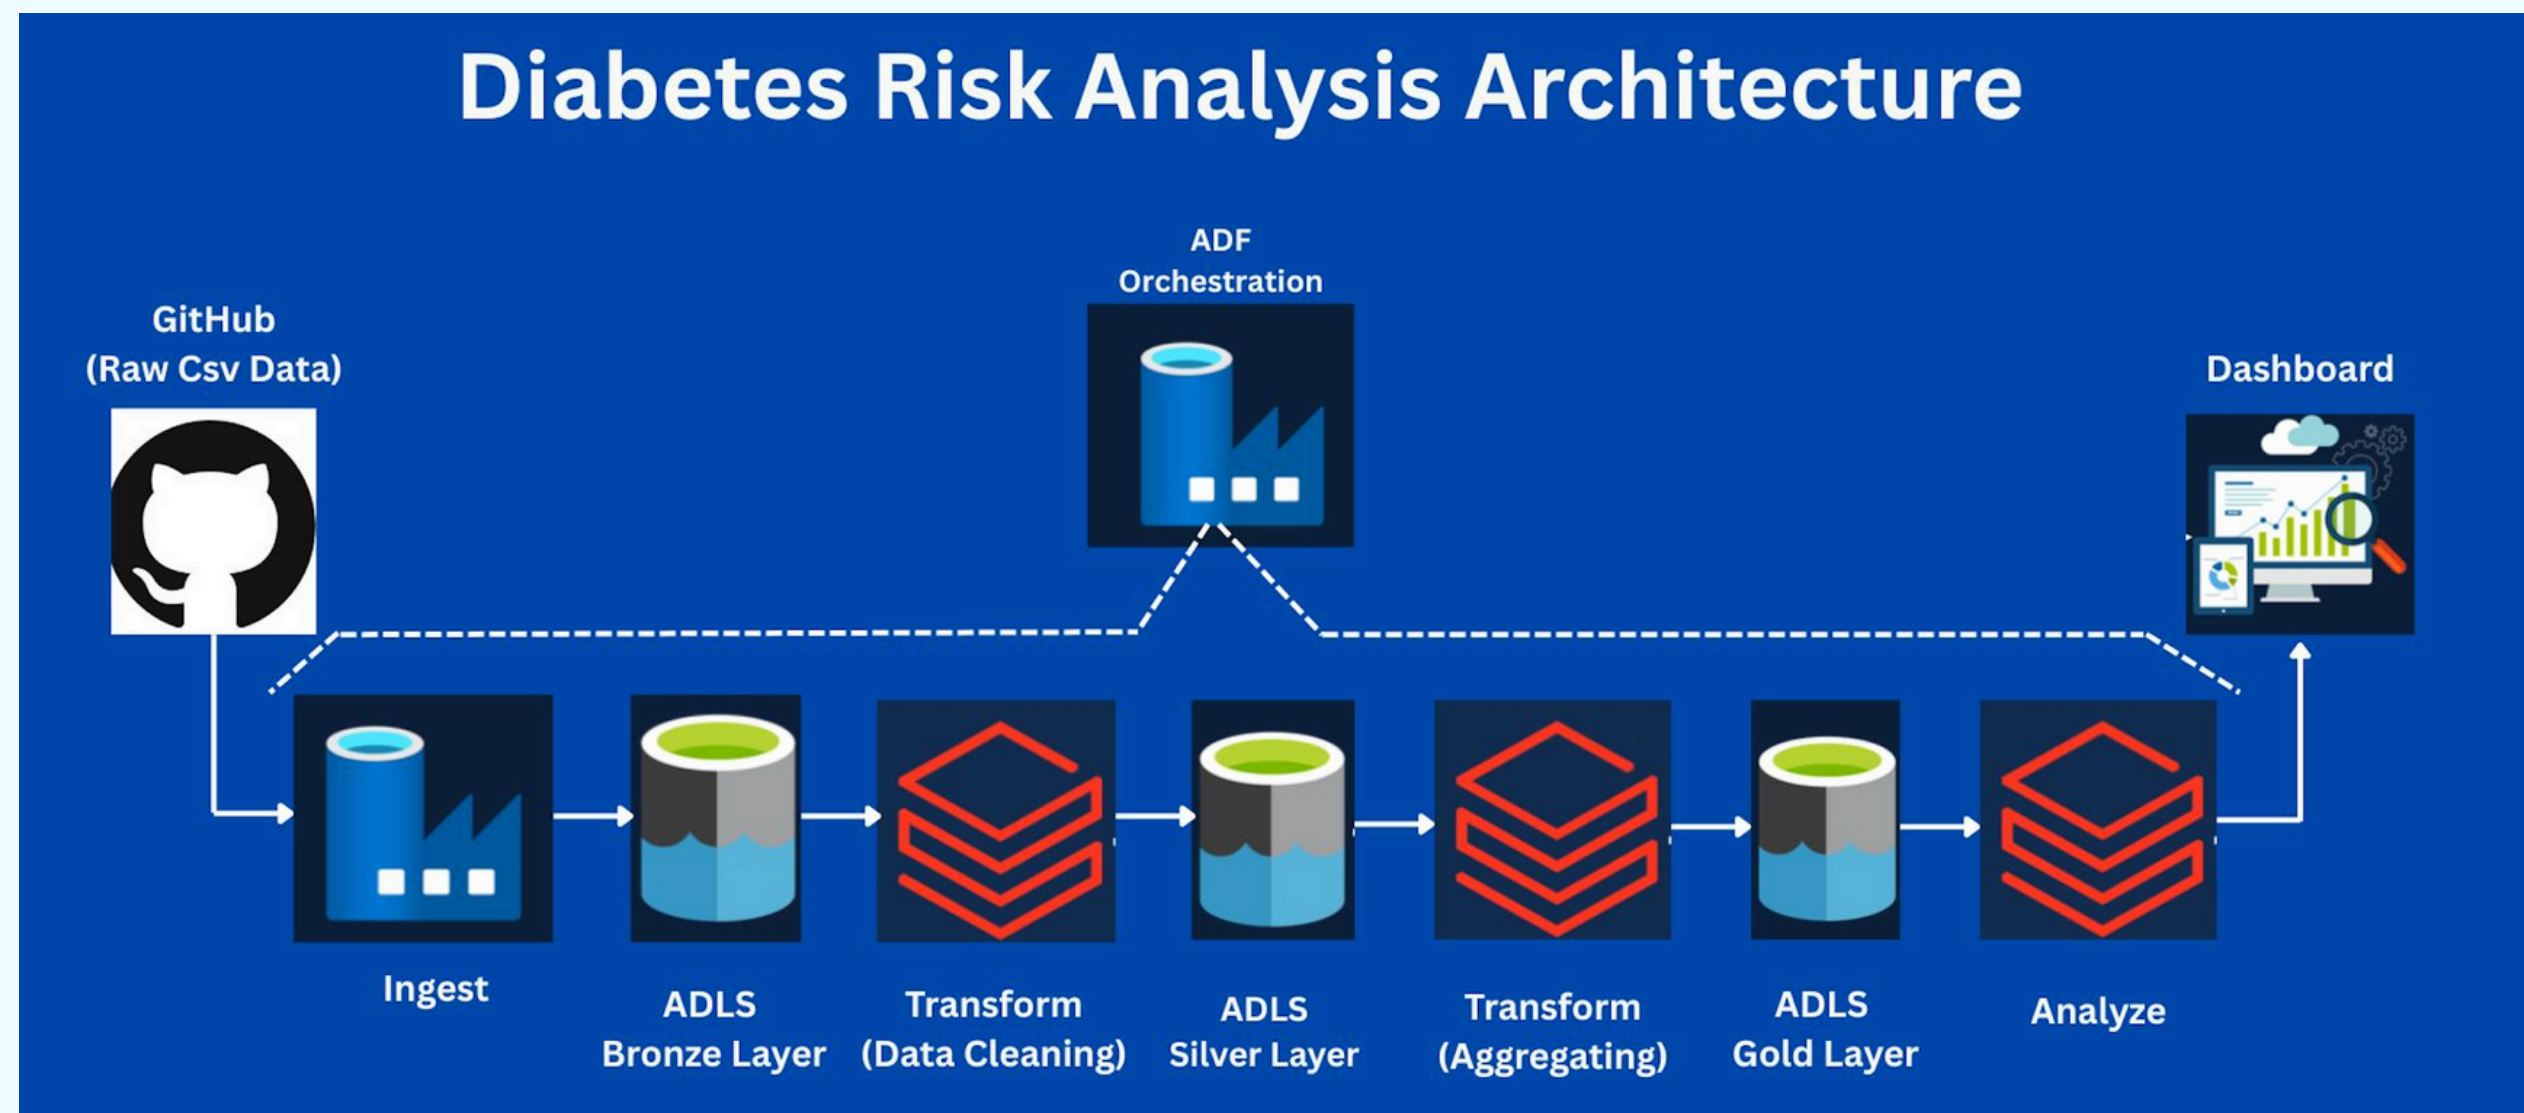 Diabetes Risk Analysis Architecture
ADF
Orchestration
GitHub
(Raw Csv Data)
Dashboard
Ingest
ADLS
Bronze Layer
Transform
(Data Cleaning)
ADLS
Silver Layer
Transform
(Aggregating)
ADLS
Gold Layer
Analyze